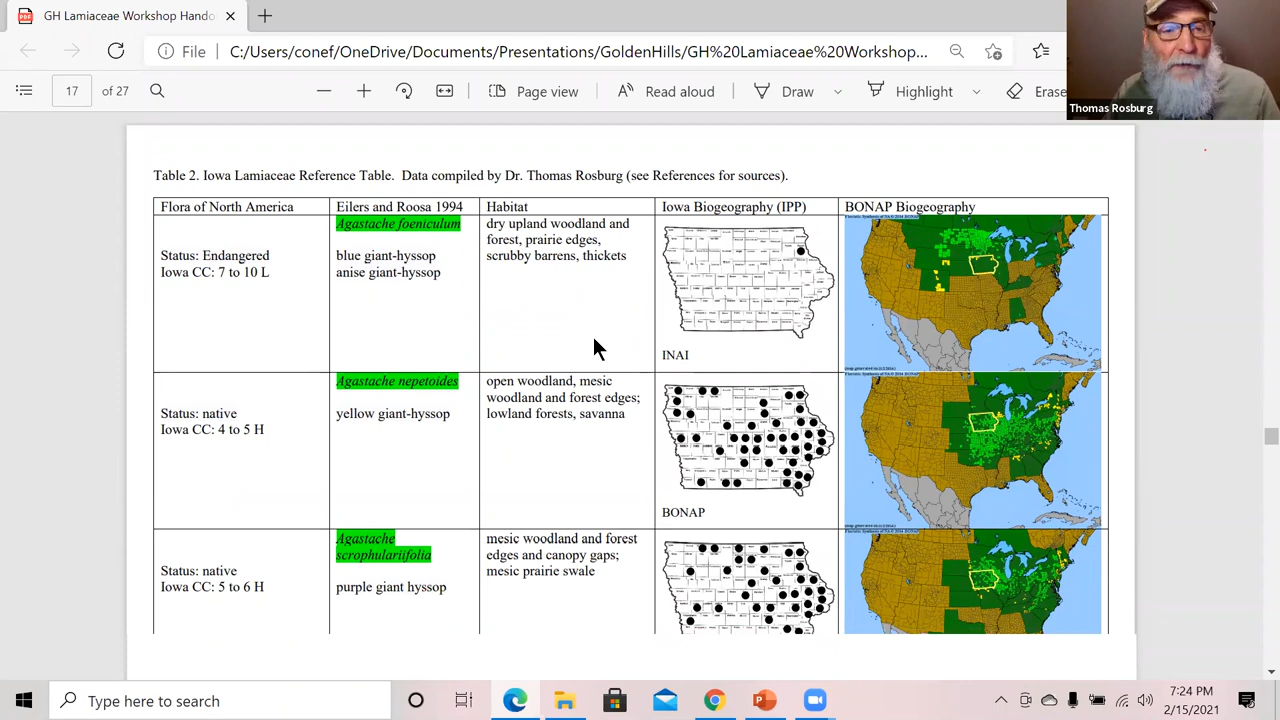 GH Lamiaceae Workshop Hando
File C:/Users/conef/OneDrive/Documents/Presentations/GoldenHills/GH%20Lamiaceae%20Workshop...
17 of 27 Page view Read aloud Draw Highlight Erase
Thomas Rosburg
Table 2. Iowa Lamiaceae Reference Table. Data compiled by Dr. Thomas Rosburg (see References for sources).
Flora of North America Eilers and Roosa 1994 Habitat Iowa Biogeography (IPP) BONAP Biogeography
Agastache foeniculum dry upland woodland and
forest, prairie edges,
Status: Endangered blue giant-hyssop scrubby barrens, thickets
Iowa CC: 7 to 10 L anise giant-hyssop
INAI
Agastache nepetoides open woodland, mesic
woodland and forest edges;
Status: native yellow giant-hyssop lowland forests, savanna
Iowa CC: 4 to 5 H
BONAP
Agastache mesic woodland and forest
scrophulariifolia edges and canopy gaps;
Status: native mesic prairie swale
Iowa CC: 5 to 6 H purple giant hyssop
Type here to search
7:24 PM
2/15/2021